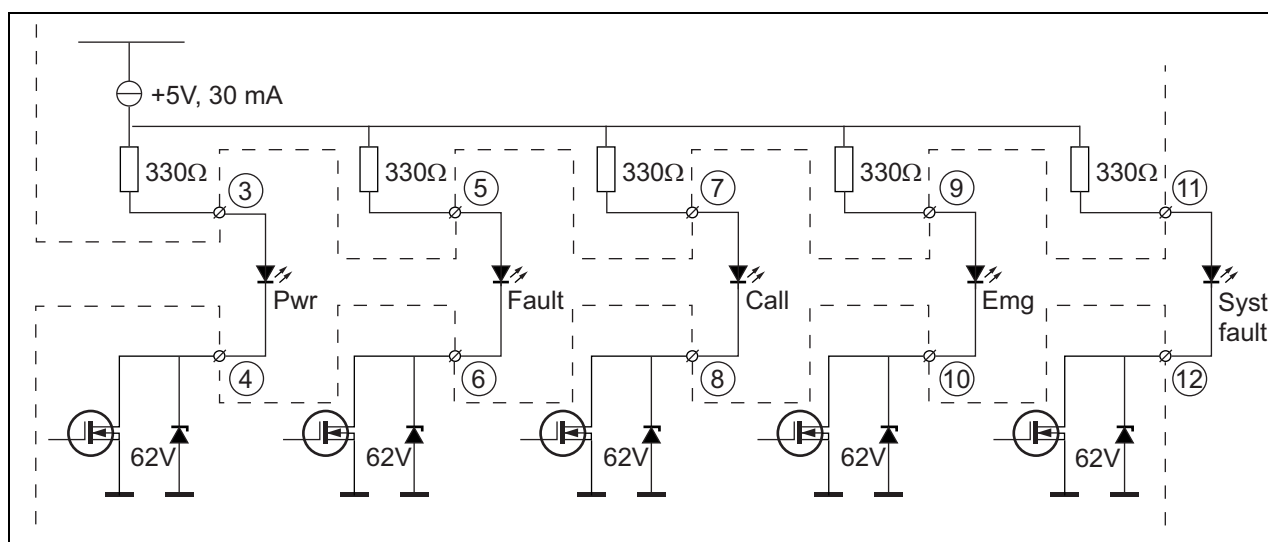 +5V, 30 mA
330Ω
330Ω
330Ω
330Ω
330Ω
3
5
7
9
11
Pwr
Fault
Call
Emg
Syst
fault
4
6
8
10
12
62V
62V
62V
62V
62V